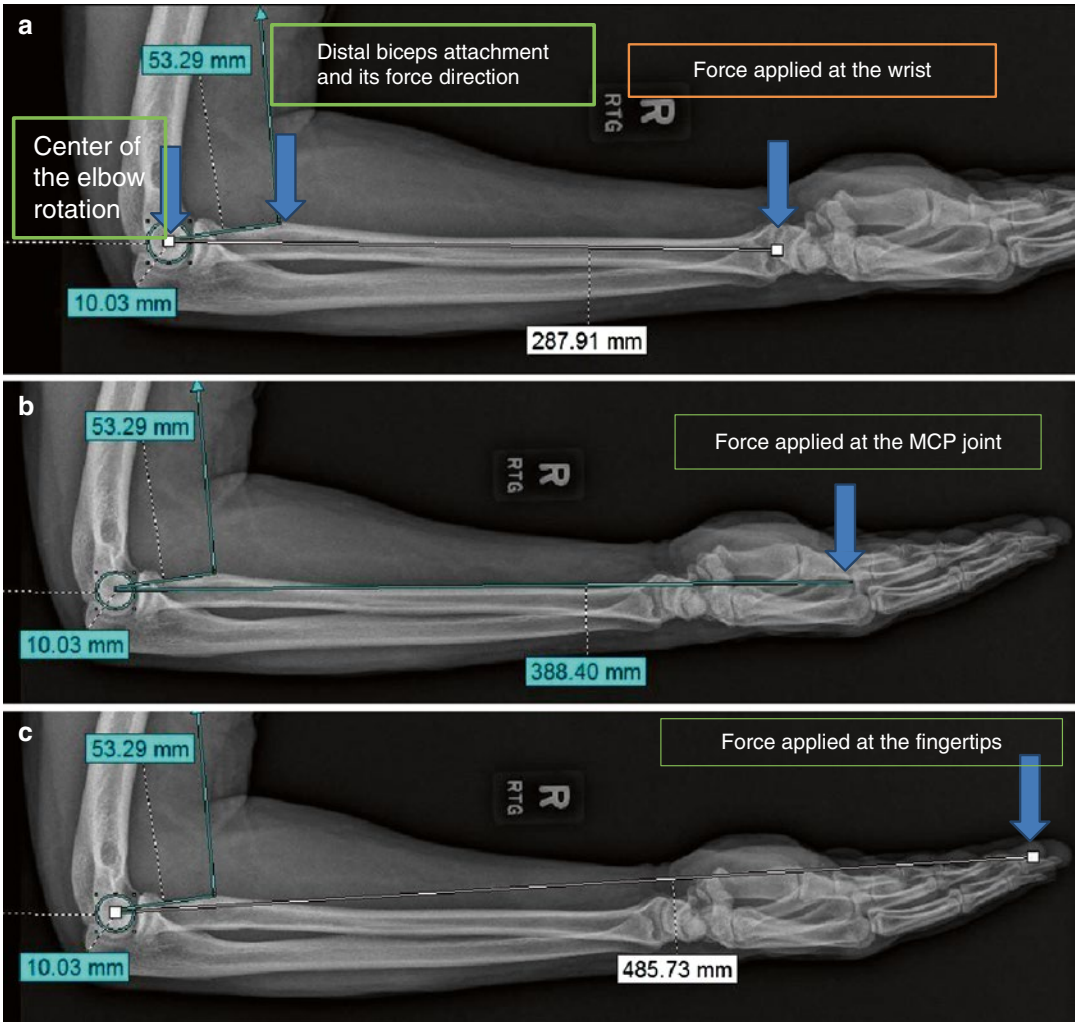 a
53.29 mm
Distal biceps attachment
and its force direction
Force applied at the wrist
R
RTG
Center of
the elbow
rotation
10.03 mm
287.91 mm
b
53.29 mm
Force applied at the MCP joint
R
RTG
10.03 mm
388.40 mm
c
53.29 mm
Force applied at the fingertips
R
RTG
10.03 mm
485.73 mm